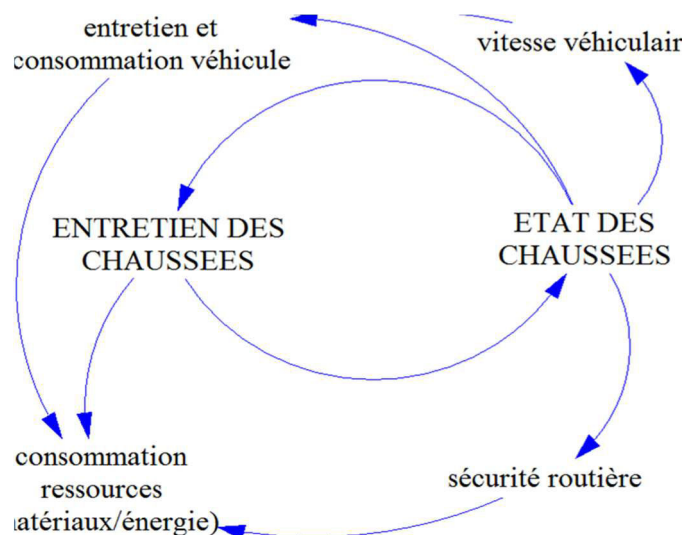 entretien et
consommation véhicule
vitesse véhiculair
ENTRETIEN DES
CHAUSSEES
ETAT DES
CHAUSSEES
consommation
ressources
atériaux/énergie)
sécurité routière